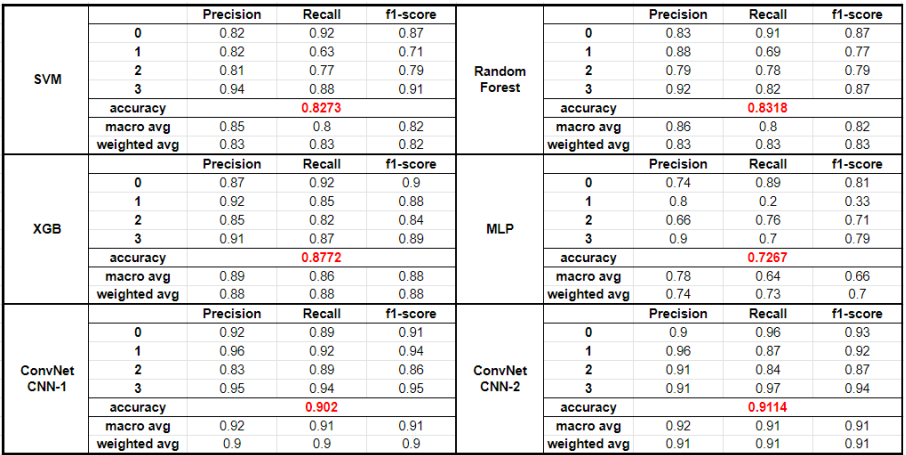 Precision Recall f1-score Precision Recall f1-score
0 0.82 0.92 0.87 0 0.83 0.91 0.87
1 0.82 0.63 0.71 1 0.88 0.69 0.77
SVM 2 0.81 0.77 0.79 Random Forest 2 0.79 0.78 0.79
3 0.94 0.88 0.91 3 0.92 0.82 0.87
accuracy 0.8273 accuracy 0.8318
macro avg 0.85 0.8 0.82 macro avg 0.86 0.8 0.82
weighted avg 0.83 0.83 0.82 weighted avg 0.83 0.83 0.83
Precision Recall f1-score Precision Recall f1-score
0 0.87 0.92 0.9 0 0.74 0.89 0.81
1 0.92 0.85 0.88 1 0.8 0.2 0.33
XGB 2 0.85 0.82 0.84 MLP 2 0.66 0.76 0.71
3 0.91 0.87 0.89 3 0.9 0.7 0.79
accuracy 0.8772 accuracy 0.7267
macro avg 0.89 0.86 0.88 macro avg 0.78 0.64 0.66
weighted avg 0.88 0.88 0.88 weighted avg 0.74 0.73 0.7
Precision Recall f1-score Precision Recall f1-score
0 0.92 0.89 0.91 0 0.9 0.96 0.93
1 0.96 0.92 0.94 1 0.96 0.87 0.92
ConvNet CNN-1 2 0.83 0.89 0.86 ConvNet CNN-2 2 0.91 0.84 0.87
3 0.95 0.94 0.95 3 0.91 0.97 0.94
accuracy 0.902 accuracy 0.9114
macro avg 0.92 0.91 0.91 macro avg 0.92 0.91 0.91
weighted avg 0.9 0.9 0.9 weighted avg 0.91 0.91 0.91